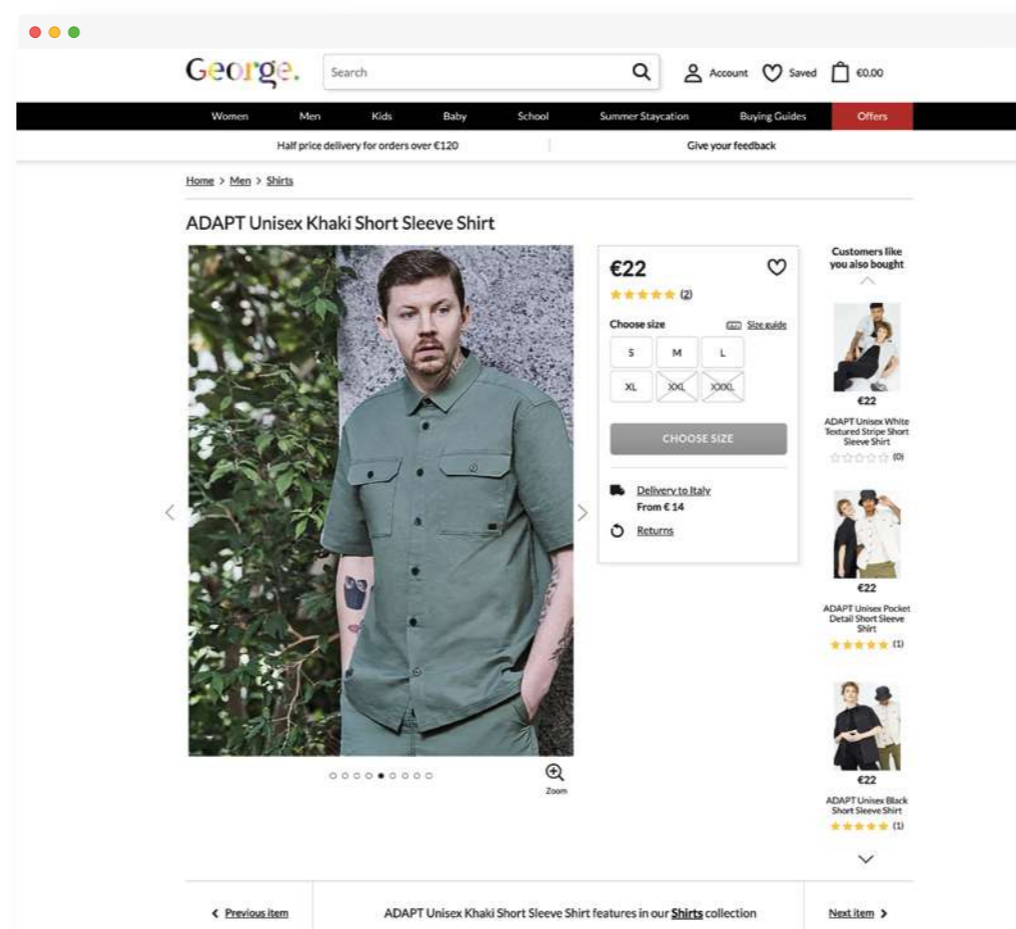 George.
Search
Account
Saved
€0.00
Women
Men
Kids
Baby
School
Summer Staycation
Buying Guides
Offers
Half price delivery for orders over €120
Give your feedback
Home > Men > Shirts
ADAPT Unisex Khaki Short Sleeve Shirt
€22
(2)
Choose size
Size guide
S
M
L
XL
XXL
XXXL
CHOOSE SIZE
Delivery to Italy
From € 14
Returns
Zoom
Customers like
you also bought
€22
ADAPT Unisex White
Textured Stripe Short
Sleeve Shirt
(0)
€22
ADAPT Unisex Pocket
Detail Short Sleeve
Shirt
(1)
€22
ADAPT Unisex Black
Short Sleeve Shirt
(1)
Previous item
ADAPT Unisex Khaki Short Sleeve Shirt features in our Shirts collection
Next item